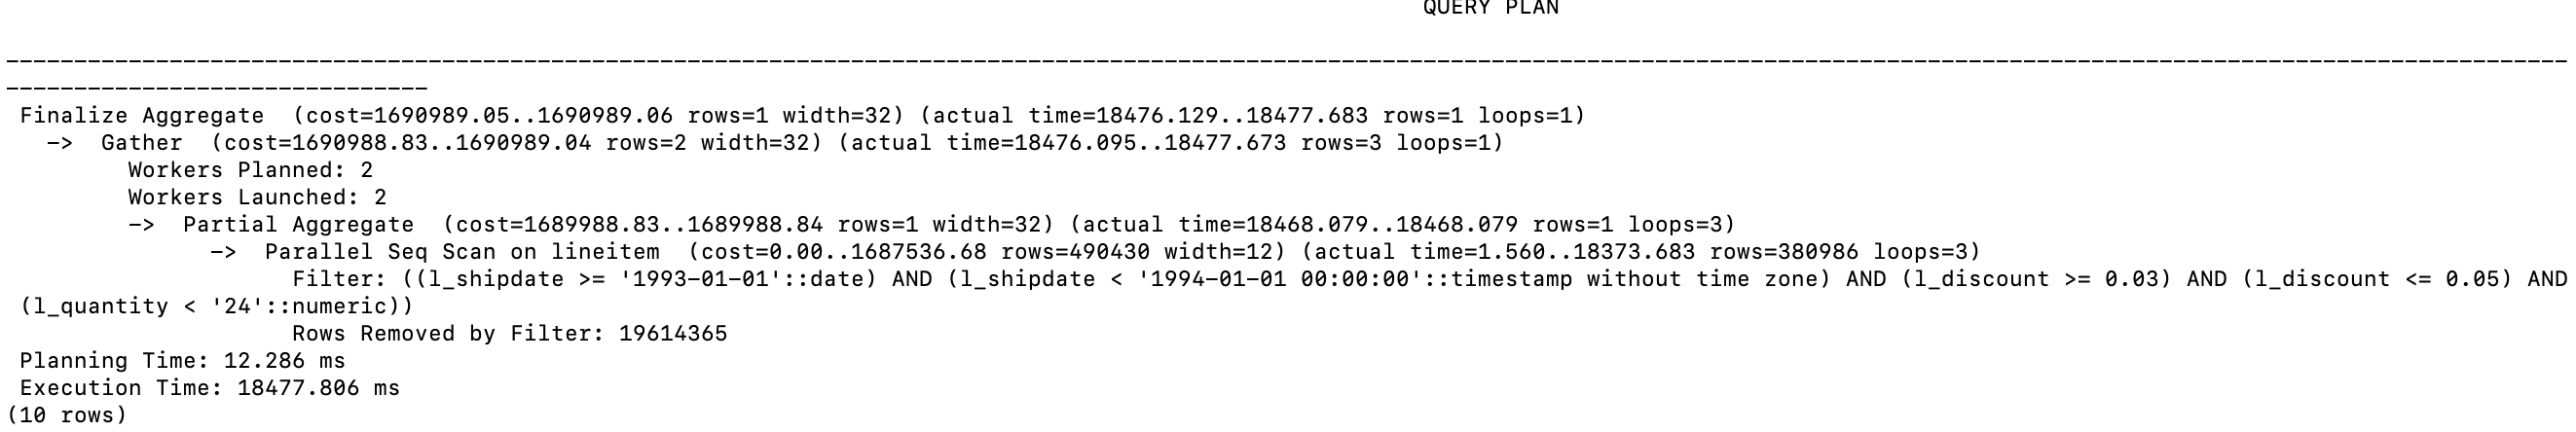 QUERY PLAN
--------------------------------------------------------------------------------------------------------------------------------------------------------------------------------------------
-------------------------------
 Finalize Aggregate  (cost=1690989.05..1690989.06 rows=1 width=32) (actual time=18476.129..18477.683 rows=1 loops=1)
   ->  Gather  (cost=1690988.83..1690989.04 rows=2 width=32) (actual time=18476.095..18477.673 rows=3 loops=1)
         Workers Planned: 2
         Workers Launched: 2
         ->  Partial Aggregate  (cost=1689988.83..1689988.84 rows=1 width=32) (actual time=18468.079..18468.079 rows=1 loops=3)
               ->  Parallel Seq Scan on lineitem  (cost=0.00..1687536.68 rows=490430 width=12) (actual time=1.560..18373.683 rows=380986 loops=3)
                     Filter: ((l_shipdate >= '1993-01-01'::date) AND (l_shipdate < '1994-01-01 00:00:00'::timestamp without time zone) AND (l_discount >= 0.03) AND (l_discount <= 0.05) AND
 (l_quantity < '24'::numeric))
                     Rows Removed by Filter: 19614365
 Planning Time: 12.286 ms
 Execution Time: 18477.806 ms
(10 rows)